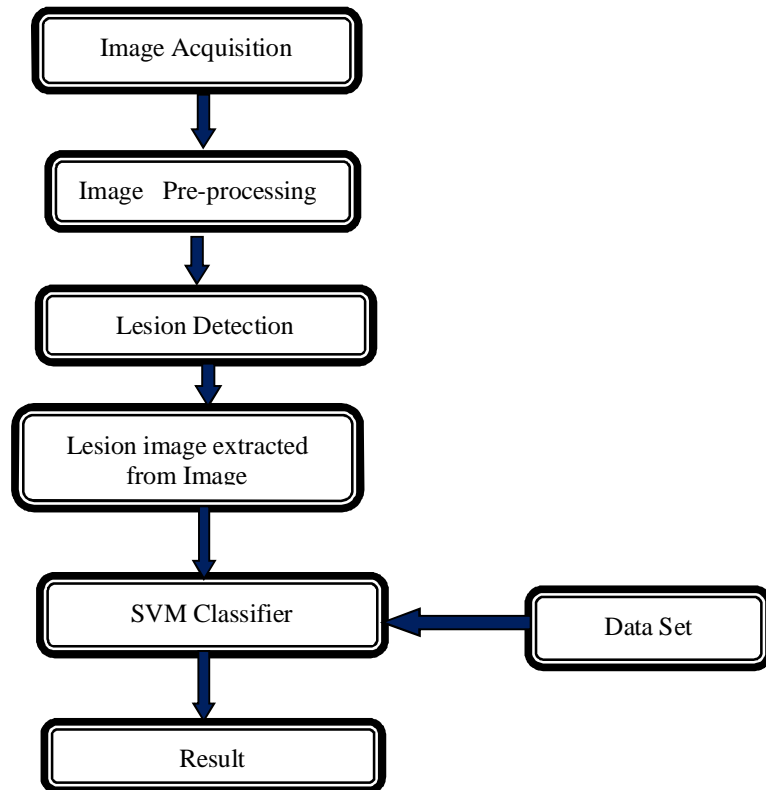 Image Acquisition
Image Pre-processing
Lesion Detection
Lesion image extracted
from Image
SVM Classifier
Data Set
Result